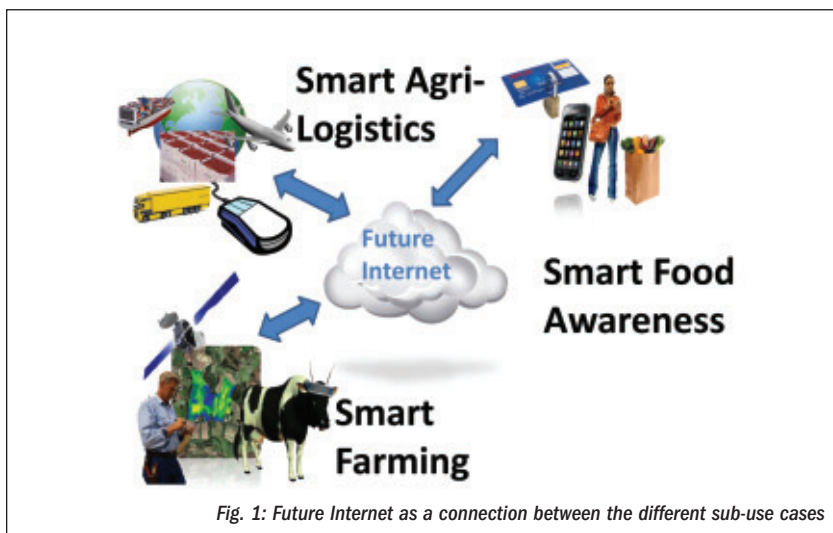 Smart Agri-
Logistics
Future
Internet
Smart Food
Awareness
Smart
Farming
Fig. 1: Future Internet as a connection between the different sub-use cases